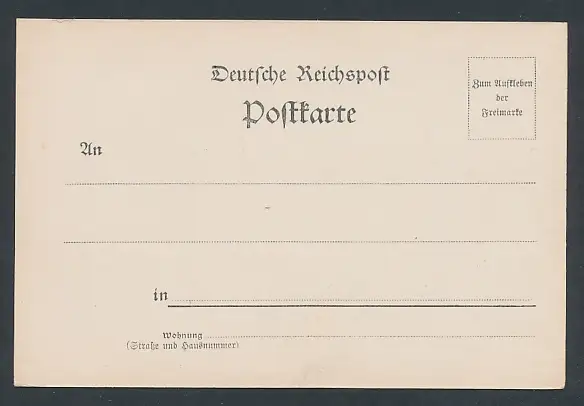 Deutsche Reichspost
Postkarte
Zum Aufkleben
der
Freimarke
An
in
Wohnung
(Straße und Hausnummer)